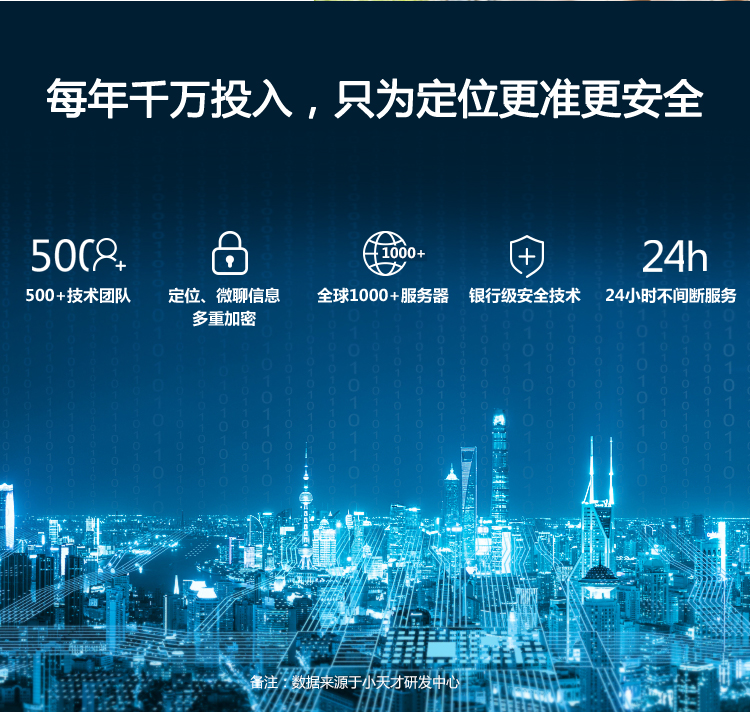 每年千万投入，只为定位更准更安全
500+
1000+
24h
500+技术团队
定位、微聊信息
多重加密
全球1000+服务器
银行级安全技术
24小时不间断服务
备注：数据来源于小天才研发中心